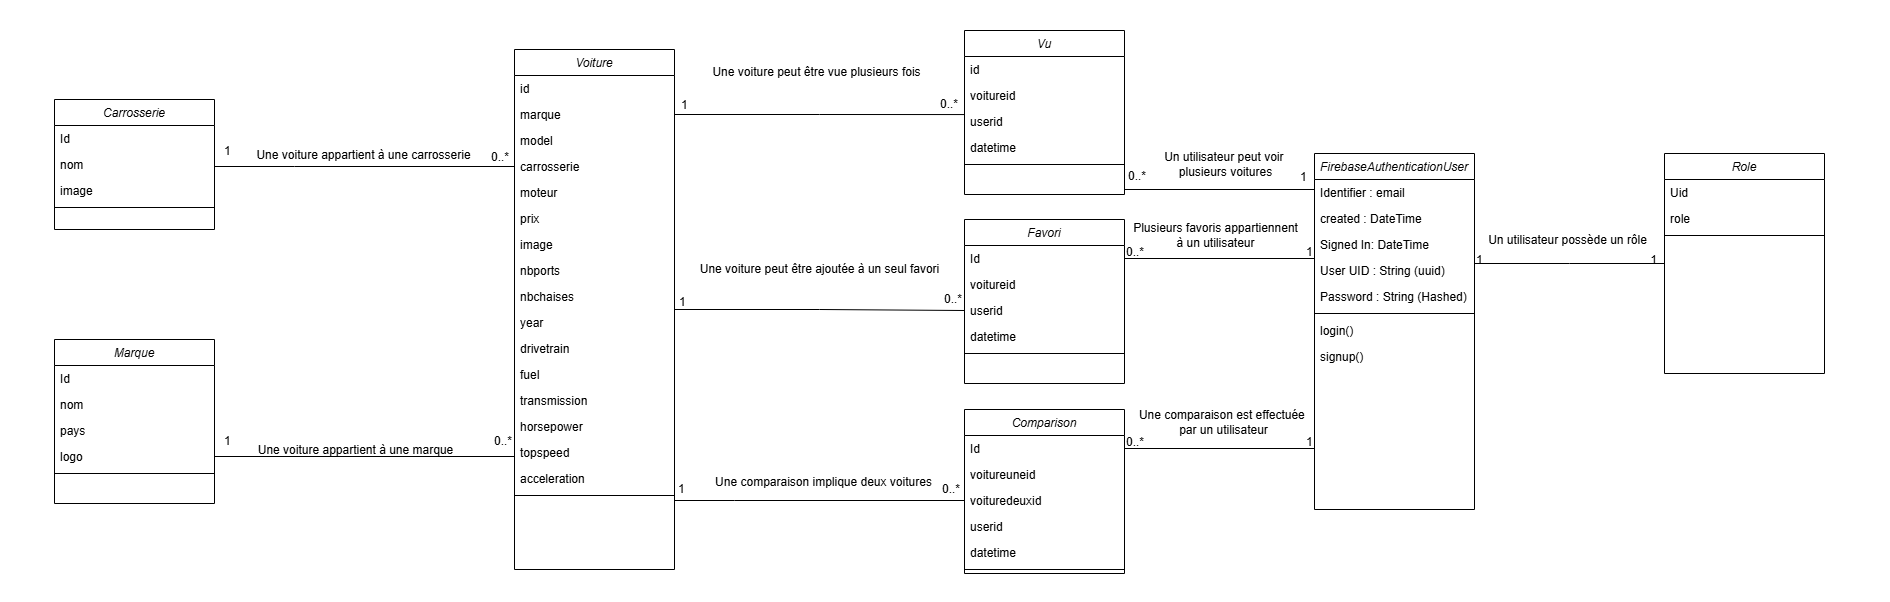 Carrosserie
Id
nom
image
1
Une voiture appartient à une carrosserie
0..*
Marque
Id
nom
pays
logo
1
Une voiture appartient à une marque
0..*
Voiture
id
marque
model
carrosserie
moteur
prix
image
nbports
nbchaises
year
drivetrain
fuel
transmission
horsepower
topspeed
acceleration
Une voiture peut être vue plusieurs fois
1
0..*
Une voiture peut être ajoutée à un seul favori
1
0..*
Une comparaison implique deux voitures
1
0..*
Vu
id
voitureid
userid
datetime
Favori
Id
voitureid
userid
datetime
Comparison
Id
voitureuneid
voituredeuxid
userid
datetime
Un utilisateur peut voir
plusieurs voitures
0..*
1
Plusieurs favoris appartiennent
à un utilisateur
0..*
1
Une comparaison est effectuée
par un utilisateur
0..*
1
FirebaseAuthenticationUser
Identifier : email
created : DateTime
Signed In: DateTime
User UID : String (uuid)
Password : String (Hashed)
login()
signup()
Un utilisateur possède un rôle
1
1
Role
Uid
role